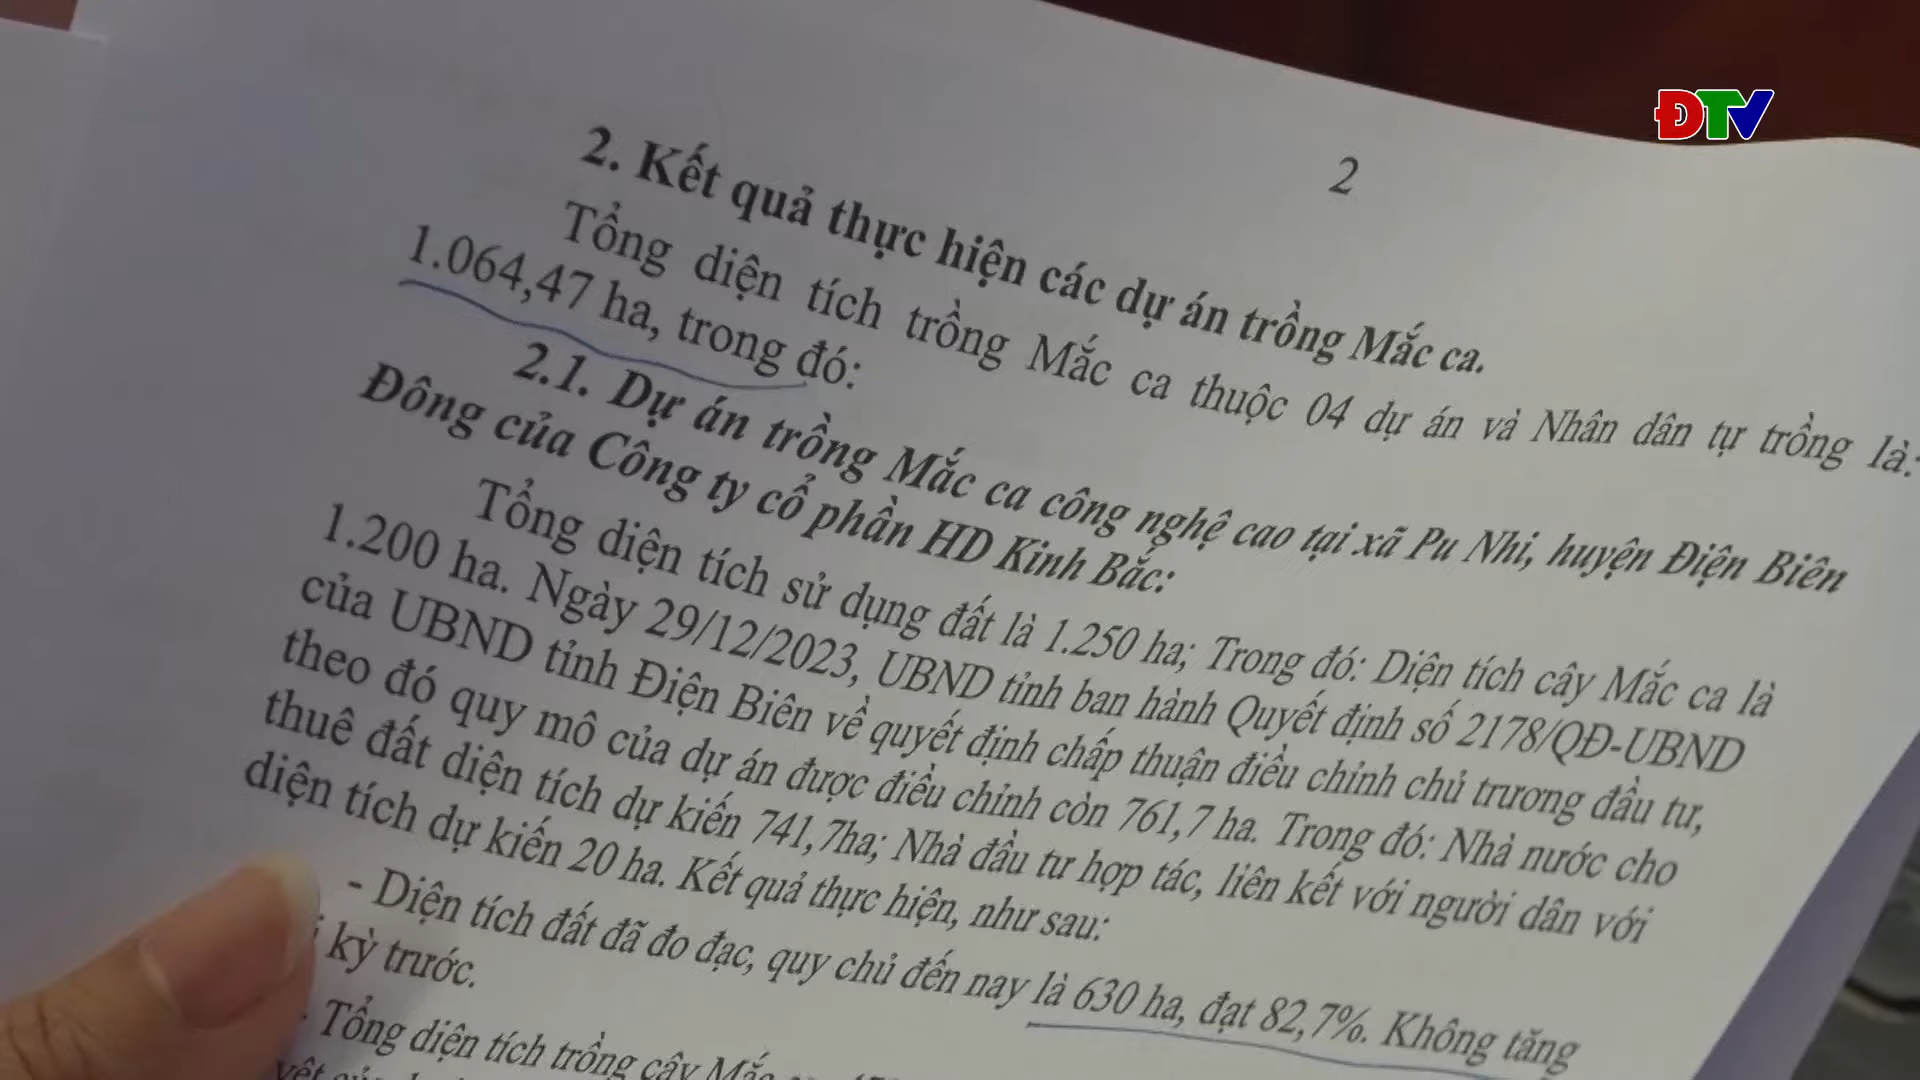 ĐTV
2
2. Kết quả thực hiện các dự án trồng Mắc ca.
Tổng diện tích trồng Mắc ca thuộc 04 dự án và Nhân dân tự trồng là:
1.064,47 ha, trong đó:
2.1. Dự án trồng Mắc ca công nghệ cao tại xã Pu Nhi, huyện Điện Biên
Đông của Công ty cổ phần HD Kinh Bắc:
Tổng diện tích sử dụng đất là 1.250 ha; Trong đó: Diện tích cây Mắc ca là
1.200 ha. Ngày 29/12/2023, UBND tỉnh ban hành Quyết định số 2178/QĐ-UBND
của UBND tỉnh Điện Biên về quyết định chấp thuận điều chỉnh chủ trương đầu tư,
theo đó quy mô của dự án được điều chỉnh còn 761,7 ha. Trong đó: Nhà nước cho
thuê đất diện tích dự kiến 741,7ha; Nhà đầu tư hợp tác, liên kết với người dân với
diện tích dự kiến 20 ha. Kết quả thực hiện, như sau:
- Diện tích đất đã đo đạc, quy chủ đến nay là 630 ha, đạt 82,7%. Không tăng
kỳ trước.
Tổng diện tích trồng cây Mắc